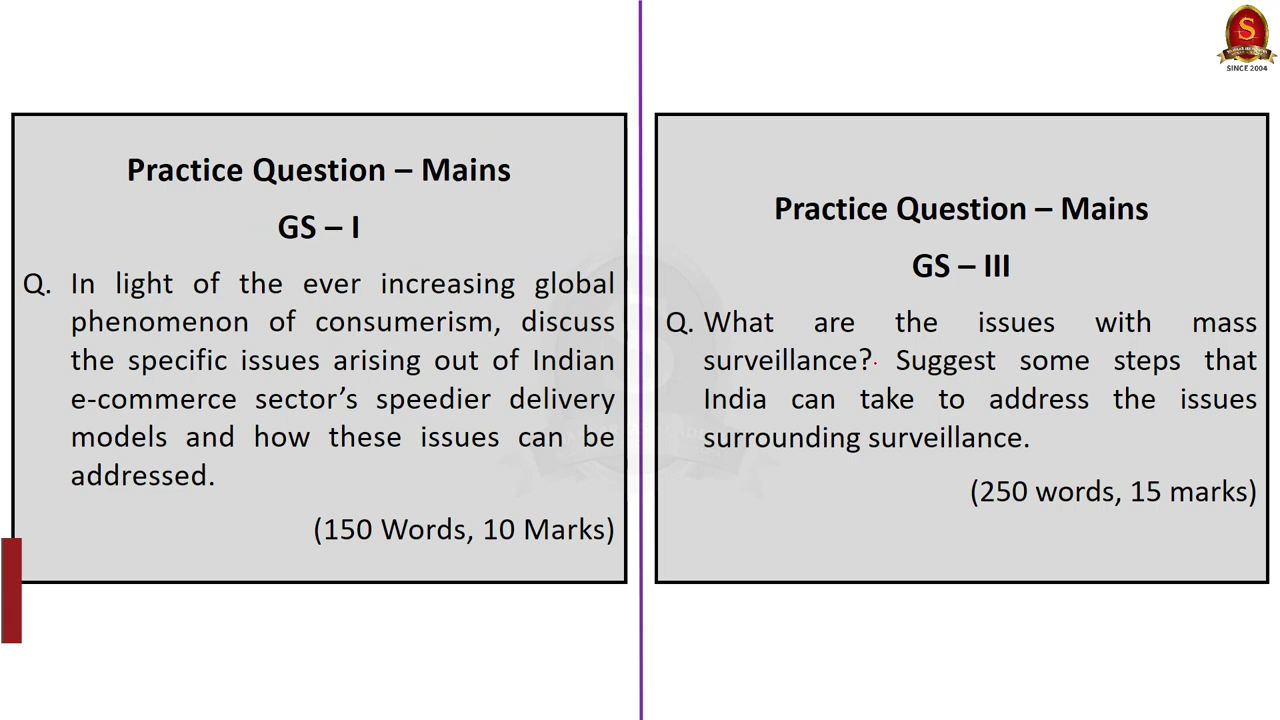 SINCE 2004
Practice Question – Mains
GS – I
Q. In light of the ever increasing global
phenomenon of consumerism, discuss
the specific issues arising out of Indian
e-commerce sector’s speedier delivery
models and how these issues can be
addressed.
(150 Words, 10 Marks)
Practice Question – Mains
GS – III
Q. What are the issues with mass
surveillance? Suggest some steps that
India can take to address the issues
surrounding surveillance.
(250 words, 15 marks)